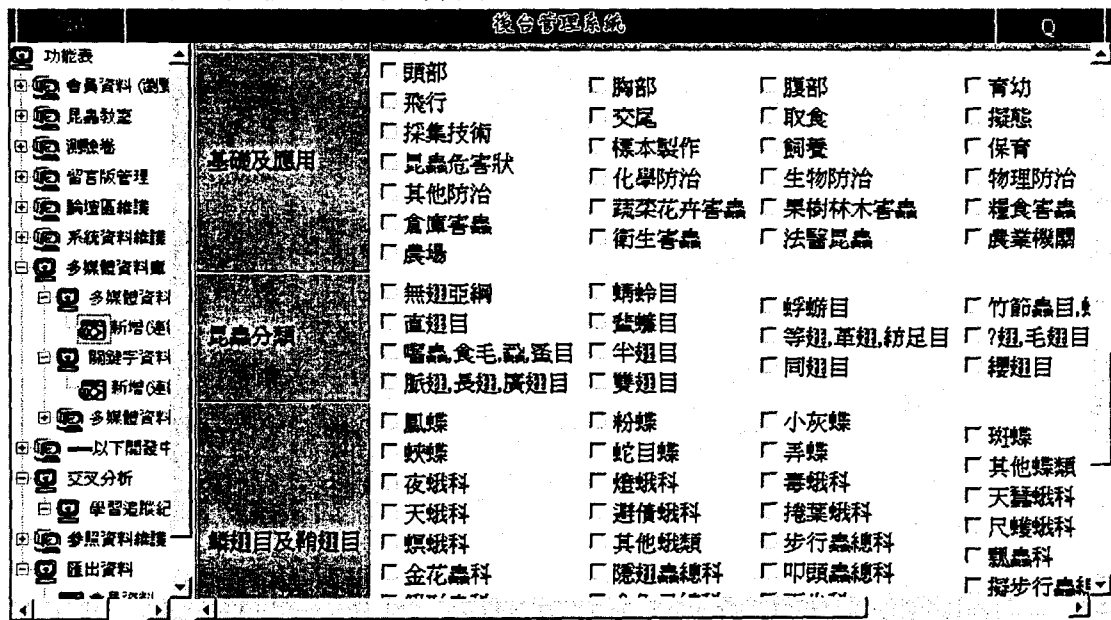 後台管理系統
Q
功能表
會員資料 (瀏覽
昆蟲教室
測驗卷
留言版管理
論壇區維護
系統資料維護
多媒體資料庫
多媒體資料
新增(連
關鍵字資料
新增(連
多媒體資料
一以下開發中
交叉分析
學習追蹤紀
參照資料維護
匯出資料
會員資料
基礎及應用
頭部 胸部 腹部 育幼
飛行 交尾 取食 擬態
採集技術 標本製作 飼養 保育
昆蟲危害狀 化學防治 生物防治 物理防治
其他防治 蔬菜花卉害蟲 果樹林木害蟲 糧食害蟲
倉庫害蟲 衛生害蟲 法醫昆蟲 農業機關
農場
昆蟲分類
無翅亞綱 蜻蛉目 蜉蝣目 竹節蟲目,
直翅目 蜚蠊目 等翅,革翅,紡足目 ?翅,毛翅目
嚙蟲,食毛,蝨,蚤目 半翅目 同翅目 纓翅目
脈翅,長翅,廣翅目 雙翅目
鱗翅目及鞘翅目
鳳蝶 粉蝶 小灰蝶 斑蝶
蛺蝶 蛇目蝶 弄蝶 其他蝶類
夜蛾科 燈蛾科 毒蛾科 天蠶蛾科
天蛾科 避債蛾科 捲葉蛾科 尺蠖蛾科
螟蛾科 其他蛾類 步行蟲總科 瓢蟲科
金花蟲科 隱翅蟲總科 叩頭蟲總科 擬步行蟲總